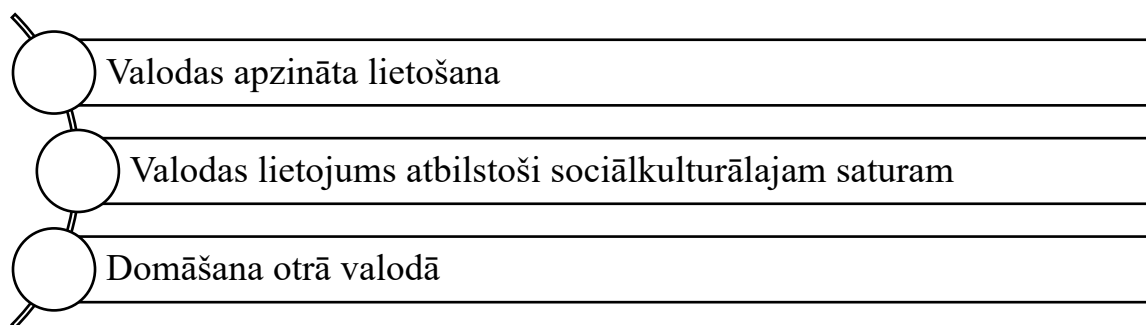 Valodas apzināta lietošana
Valodas lietojums atbilstoši sociālkulturālajam saturam
Domāšana otrā valodā